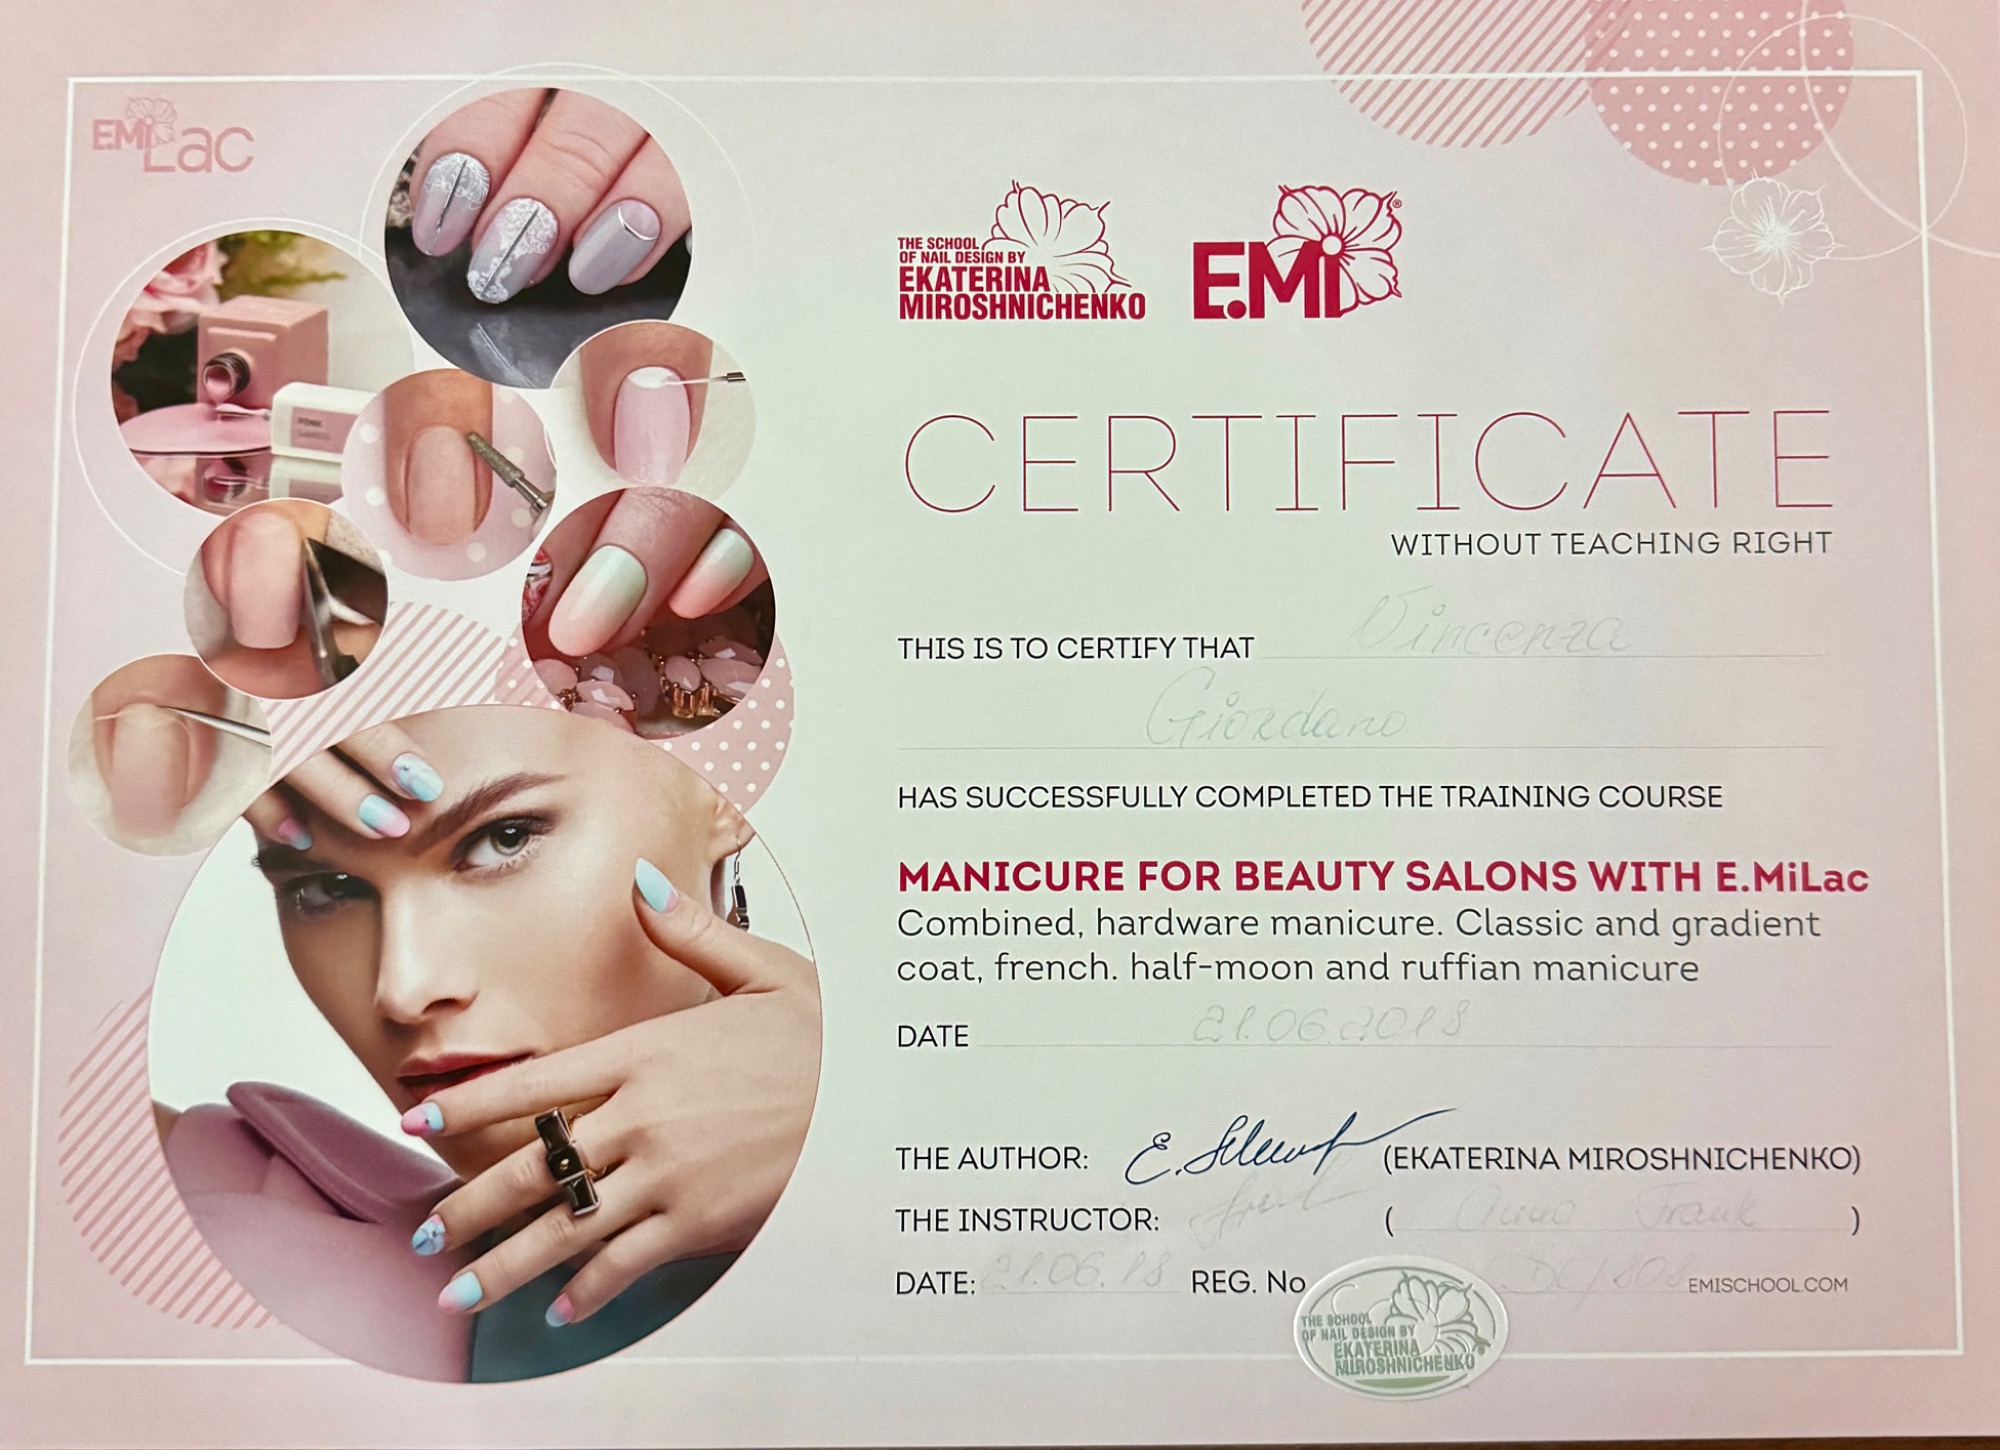 E.Mi Lac
THE SCHOOL
OF NAIL DESIGN BY
EKATERINA
MIROSHNICHENKO
E.Mi®
CERTIFICATE
WITHOUT TEACHING RIGHT
THIS IS TO CERTIFY THAT Vincenza
Giordano
HAS SUCCESSFULLY COMPLETED THE TRAINING COURSE
MANICURE FOR BEAUTY SALONS WITH E.MiLac
Combined, hardware manicure. Classic and gradient
coat, french. half-moon and ruffian manicure
DATE 21.06.2018
THE AUTHOR: (EKATERINA MIROSHNICHENKO)
THE INSTRUCTOR: ( Anna Frank )
DATE: 21.06.18 REG. No EMISCHOOL.COM
THE SCHOOL
OF NAIL DESIGN BY
EKATERINA
MIROSHNICHENKO